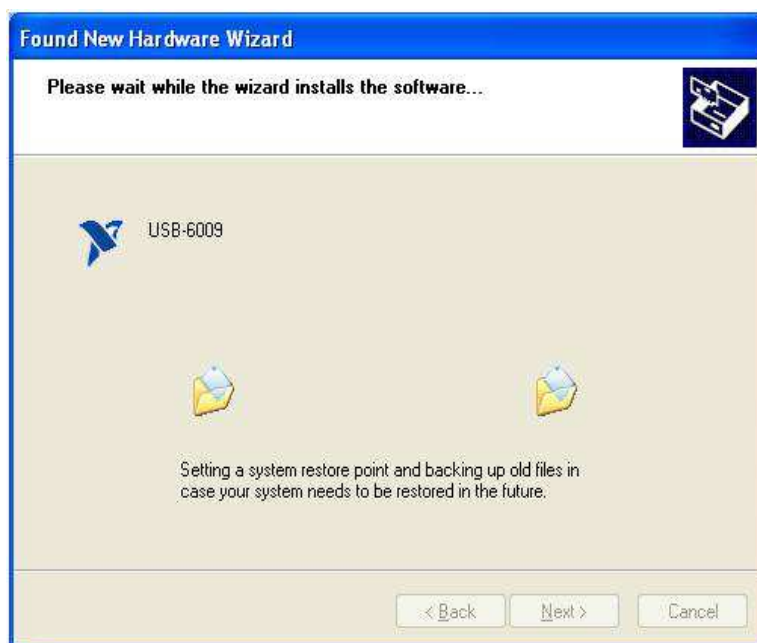 Found New Hardware Wizard
Please wait while the wizard installs the software...
USB-6009
Setting a system restore point and backing up old files in
case your system needs to be restored in the future.
< Back
Next >
Cancel